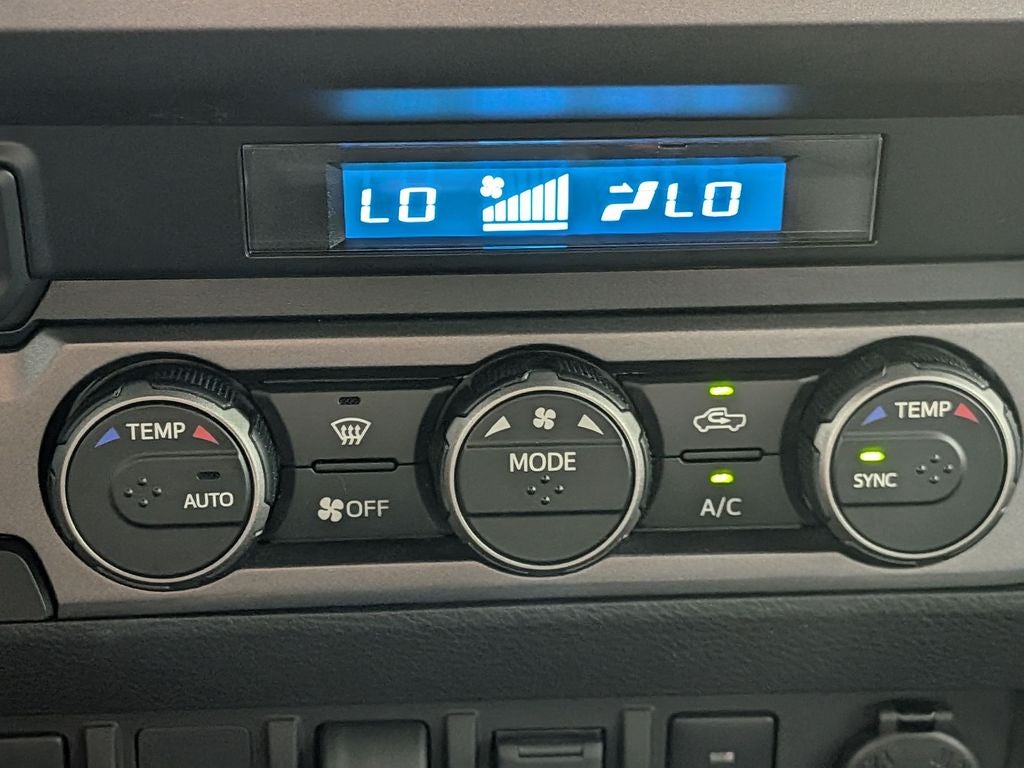 LO LO
TEMP
AUTO
OFF
MODE
A/C
TEMP
SYNC